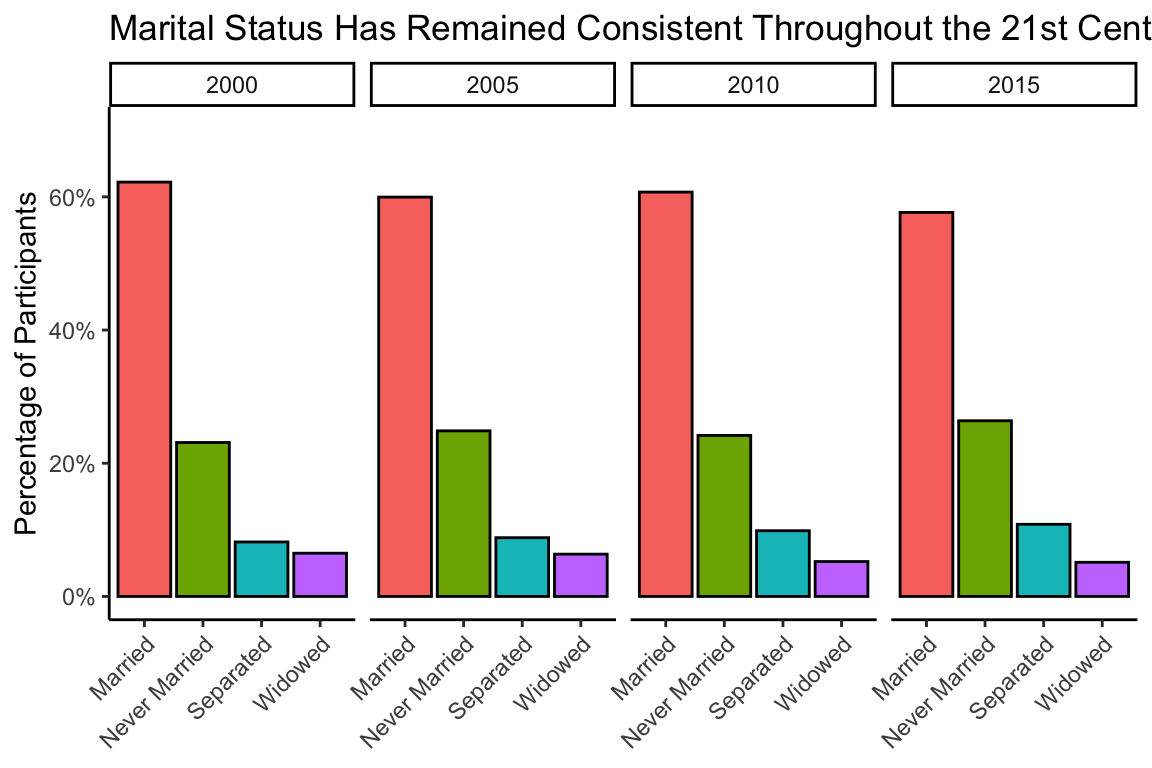 Marital Status Has Remained Consistent Throughout the 21st Cent
2000 2005 2010 2015
Percentage of Participants
60%
40%
20%
0%
Married Never Married Separated Widowed Married Never Married Separated Widowed Married Never Married Separated Widowed Married Never Married Separated Widowed